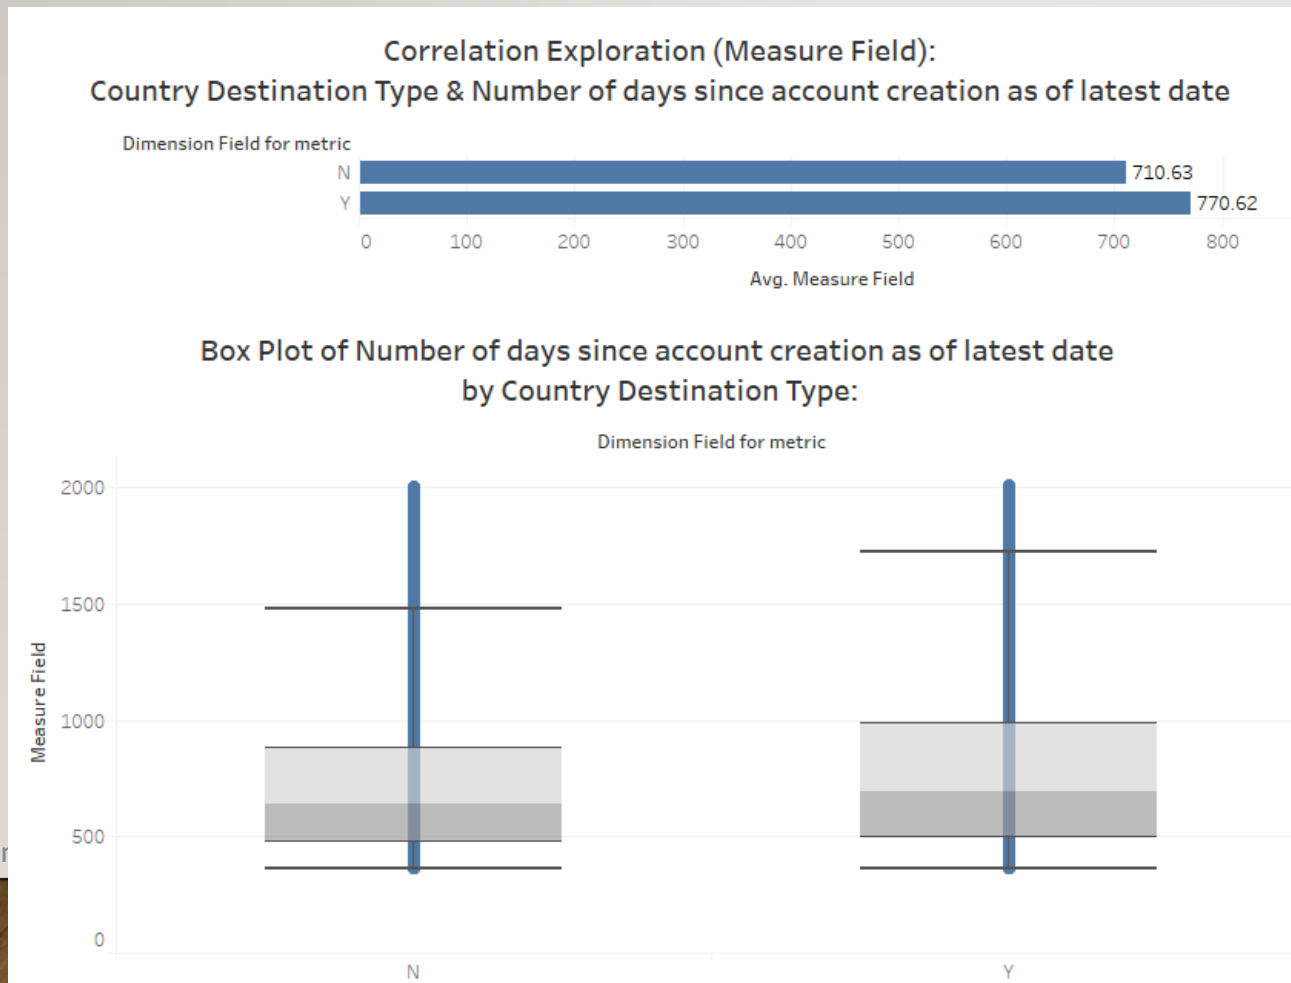 Correlation Exploration (Measure Field):
Country Destination Type & Number of days since account creation as of latest date
Dimension Field for metric
N
710.63
Y
770.62
0 100 200 300 400 500 600 700 800
Avg. Measure Field
Box Plot of Number of days since account creation as of latest date
by Country Destination Type:
Dimension Field for metric
2000
1500
1000
500
0
Measure Field
N Y